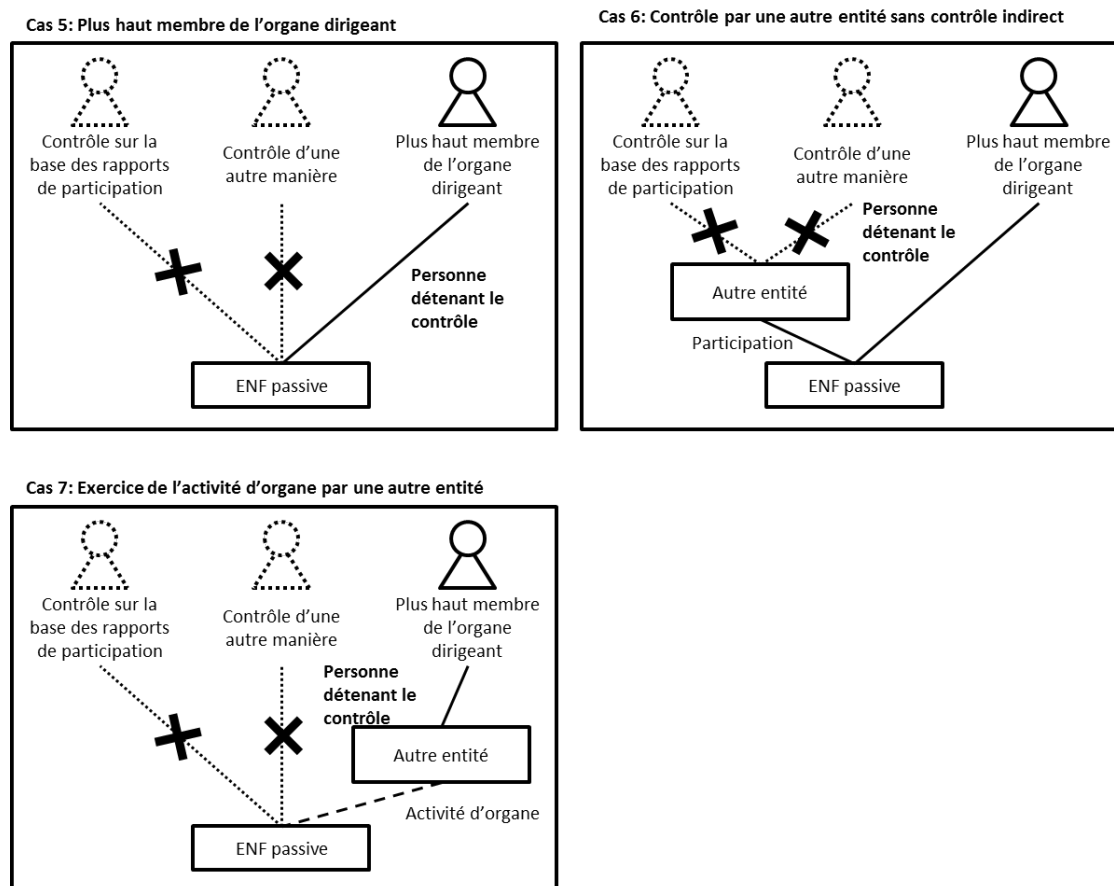 Cas 5: Plus haut membre de l'organe dirigeant
Contrôle sur la
base des rapports
de participation
Contrôle d'une
autre manière
Plus haut membre
de l'organe
dirigeant
Personne
détenant le
contrôle
ENF passive
Cas 6: Contrôle par une autre entité sans contrôle indirect
Contrôle sur la
base des rapports
de participation
Contrôle d'une
autre manière
Plus haut membre
de l'organe
dirigeant
Personne
détenant le
contrôle
Autre entité
Participation
ENF passive
Cas 7: Exercice de l'activité d'organe par une autre entité
Contrôle sur la
base des rapports
de participation
Contrôle d'une
autre manière
Plus haut membre
de l'organe
dirigeant
Personne
détenant le
contrôle
Autre entité
Activité d'organe
ENF passive